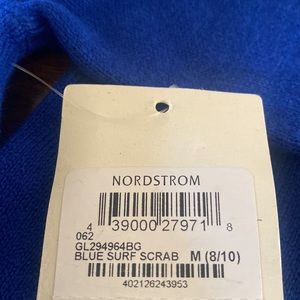 NORDSTROM
4 39000 27971 8
062
GL294964BG
BLUE SURF SCRAB M (8/10)
402126243953